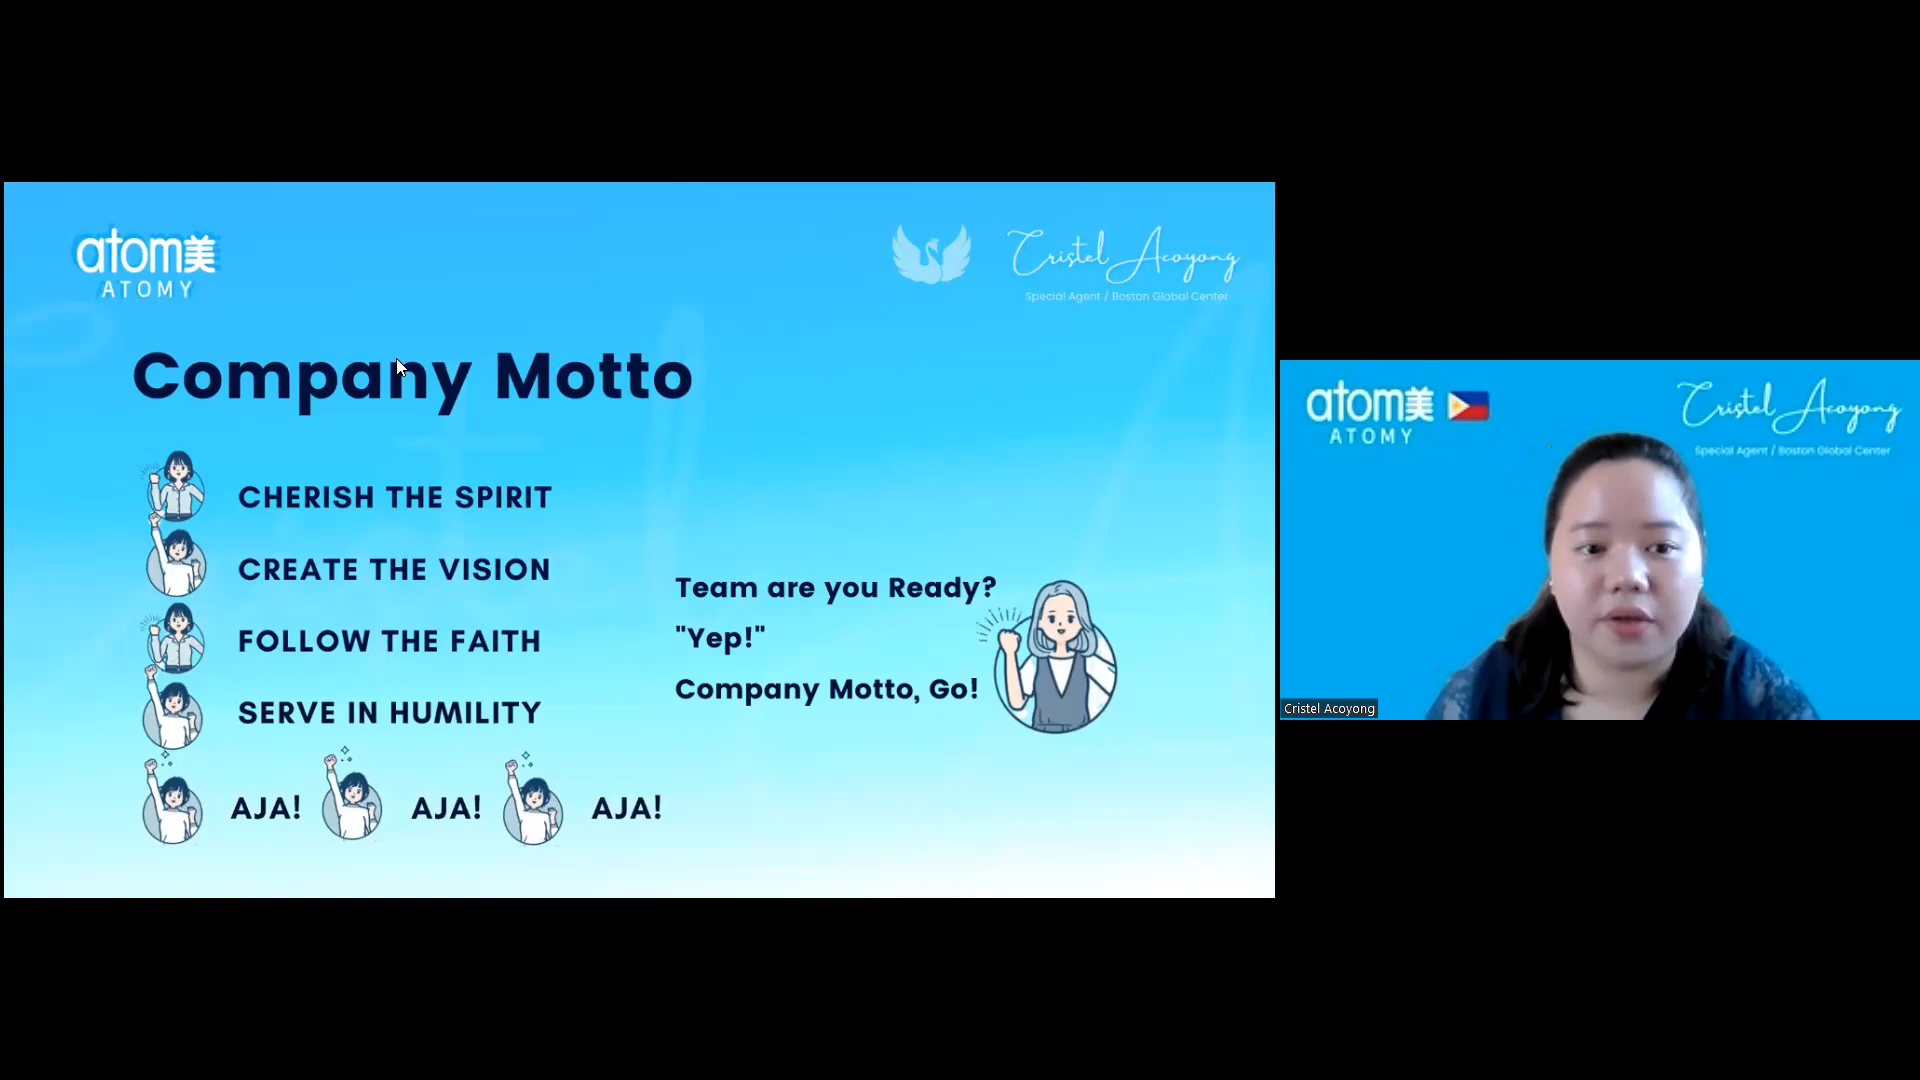 atom美
ATOMY
Cristel Acoyong
Special Agent / Boston Global Center
Company Motto
CHERISH THE SPIRIT
CREATE THE VISION
FOLLOW THE FAITH
SERVE IN HUMILITY
AJA! AJA! AJA!
Team are you Ready?
"Yep!"
Company Motto, Go!
atom美
ATOMY
Cristel Acoyong
Special Agent / Boston Global Center
Cristel Acoyong